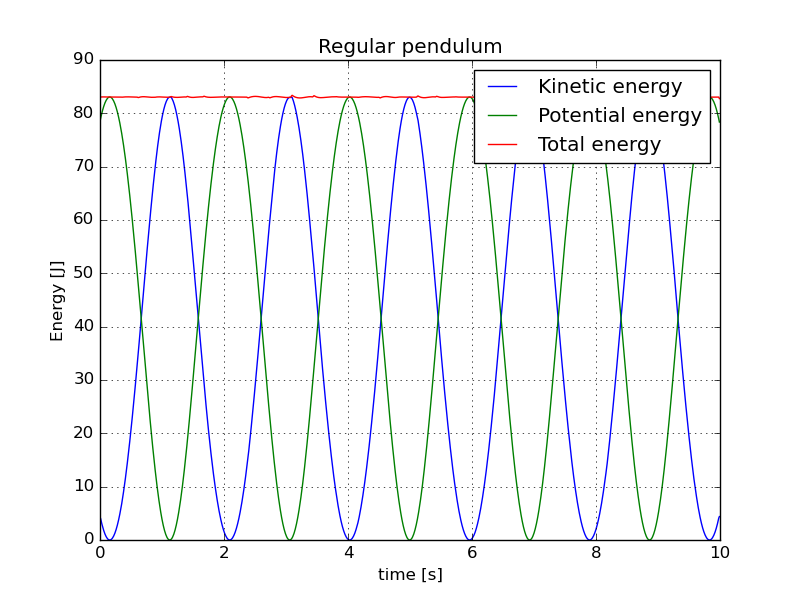 Regular pendulum
90
80
70
60
50
40
30
20
10
0
Energy [J]
Kinetic energy
Potential energy
Total energy
0 2 4 6 8 10
time [s]